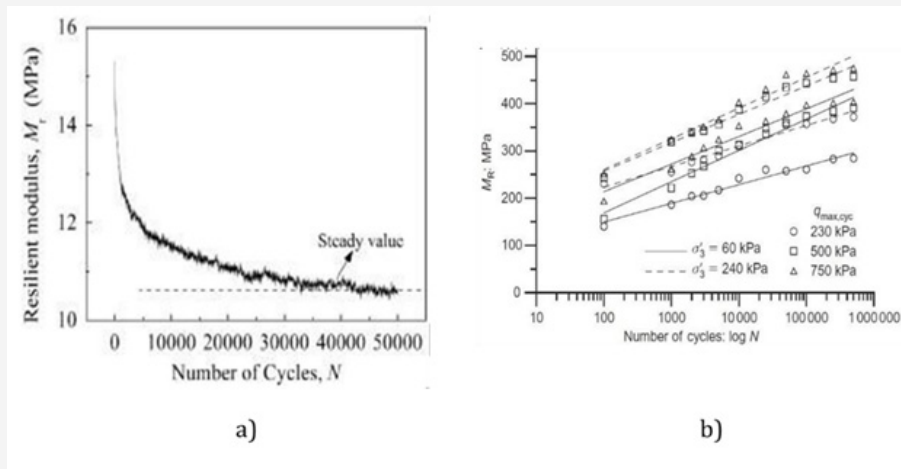 16
14
12
10
Resilient modulus, Mr (MPa)
Steady value
0 10000 20000 30000 40000 50000
Number of Cycles, N
a)
500
400
300
200
100
0
MR: MPa
qmax,cyc
230 kPa
500 kPa
750 kPa
σ′3 = 60 kPa
σ′3 = 240 kPa
10 100 1000 10000 100000 1000000
Number of cycles: log N
b)